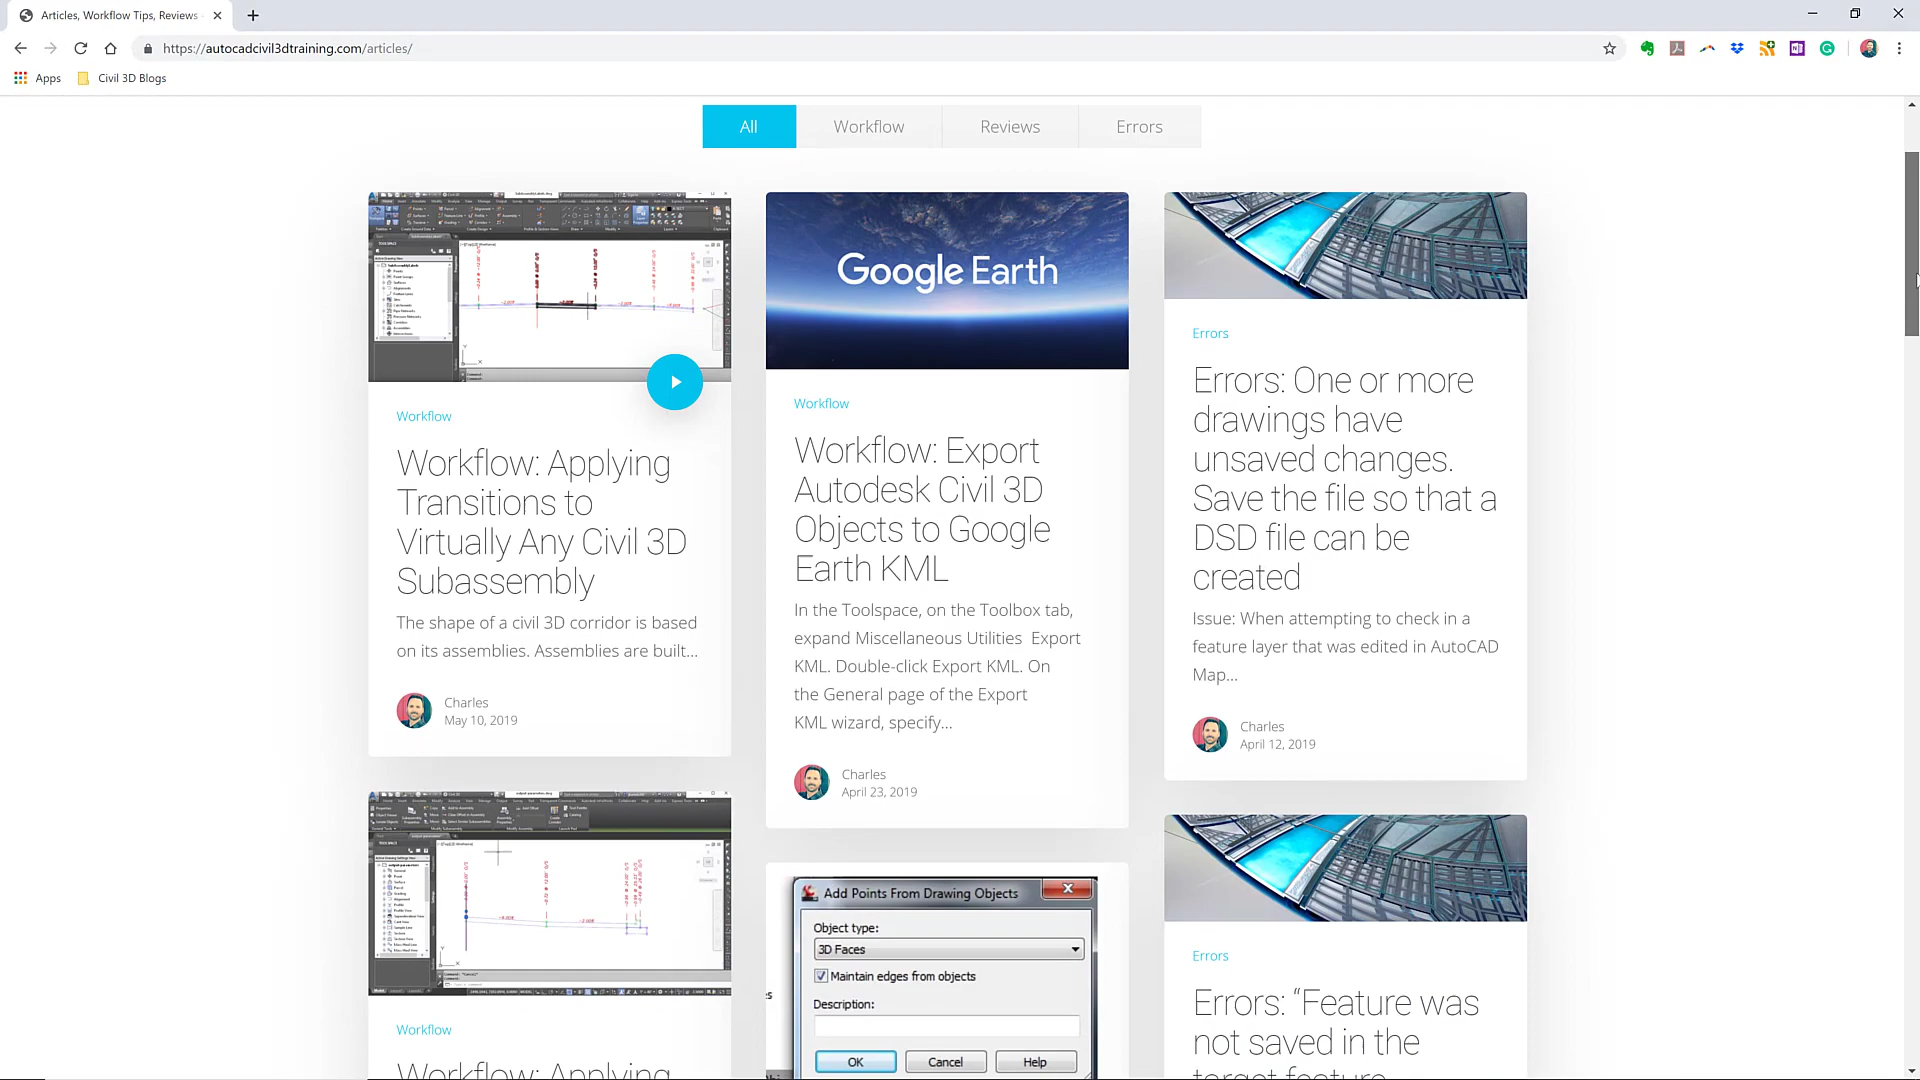 Articles, Workflow Tips, Reviews
https://autocadcivil3dtraining.com/articles/
Apps
Civil 3D Blogs
All
Workflow
Reviews
Errors
Workflow
Workflow: Applying
Transitions to
Virtually Any Civil 3D
Subassembly
The shape of a civil 3D corridor is based
on its assemblies. Assemblies are built...
Charles
May 10, 2019
Google Earth
Workflow
Workflow: Export
Autodesk Civil 3D
Objects to Google
Earth KML
In the Toolspace, on the Toolbox tab,
expand Miscellaneous Utilities Export
KML. Double-click Export KML. On
the General page of the Export
KML wizard, specify...
Charles
April 23, 2019
Errors
Errors: One or more
drawings have
unsaved changes.
Save the file so that a
DSD file can be
created
Issue: When attempting to check in a
feature layer that was edited in AutoCAD
Map...
Charles
April 12, 2019
Workflow
Workflow: Applying
Add Points From Drawing Objects
Object type:
3D Faces
Maintain edges from objects
Description:
OK
Cancel
Help
Errors
Errors: “Feature was
not saved in the
target feature